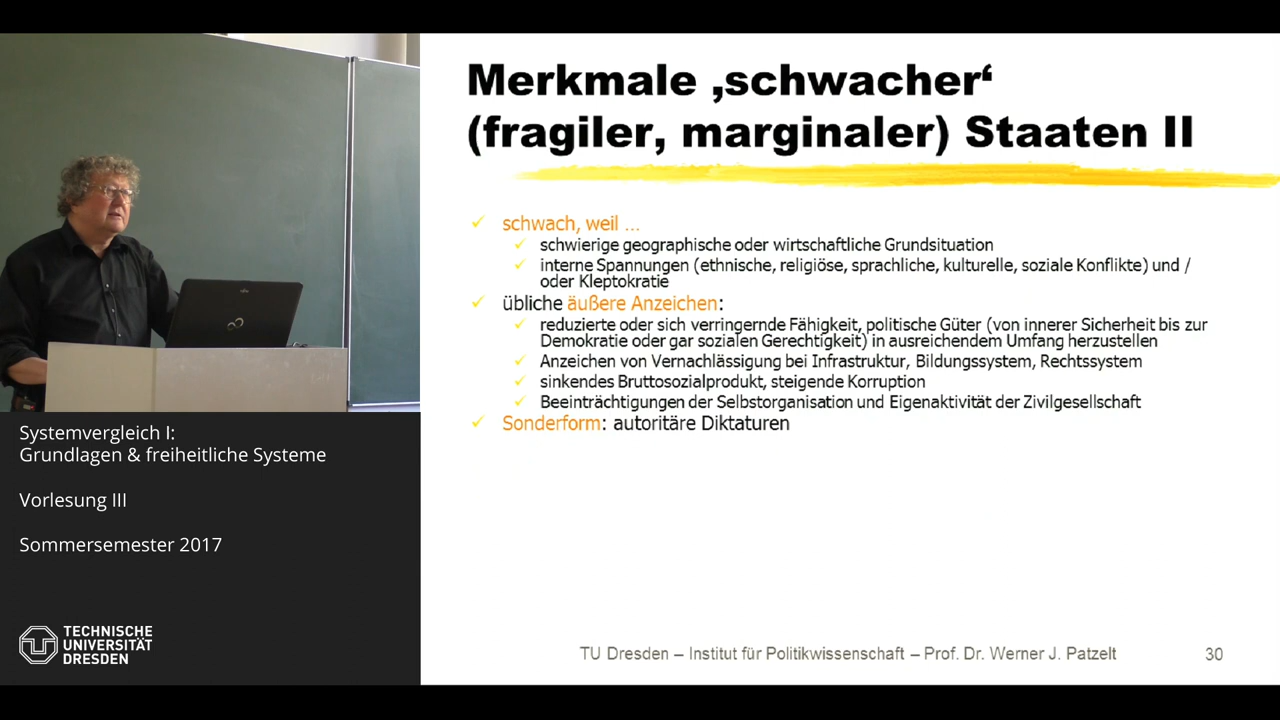 Merkmale ‚schwacher‘
(fragiler, marginaler) Staaten II
schwach, weil ...
schwierige geographische oder wirtschaftliche Grundsituation
interne Spannungen (ethnische, religiöse, sprachliche, kulturelle, soziale Konflikte) und /
oder Kleptokratie
übliche äußere Anzeichen:
reduzierte oder sich verringernde Fähigkeit, politische Güter (von innerer Sicherheit bis zur
Demokratie oder gar sozialen Gerechtigkeit) in ausreichendem Umfang herzustellen
Anzeichen von Vernachlässigung bei Infrastruktur, Bildungssystem, Rechtssystem
sinkendes Bruttosozialprodukt, steigende Korruption
Beeinträchtigungen der Selbstorganisation und Eigenaktivität der Zivilgesellschaft
Sonderform: autoritäre Diktaturen
TU Dresden – Institut für Politikwissenschaft – Prof. Dr. Werner J. Patzelt
30
Systemvergleich I:
Grundlagen & freiheitliche Systeme
Vorlesung III
Sommersemester 2017
TECHNISCHE
UNIVERSITÄT
DRESDEN